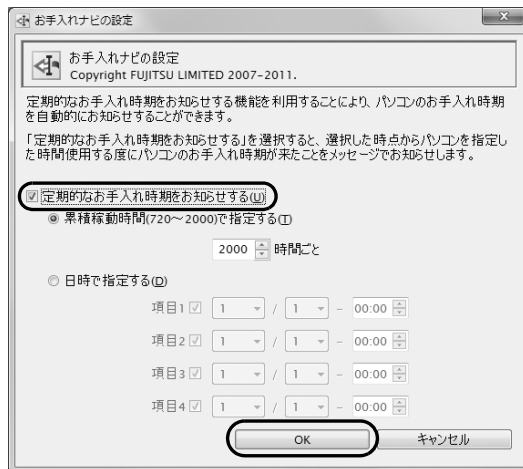 お手入れナビの設定
お手入れナビの設定
Copyright FUJITSU LIMITED 2007-2011.
定期的なお手入れ時期をお知らせする機能を利用することにより、パソコンのお手入れ時期
を自動的にお知らせすることができます。
「定期的なお手入れ時期をお知らせする」を選択すると、選択した時点からパソコンを指定し
た時間使用する度にパソコンのお手入れ時期が来たことをメッセージでお知らせします。
定期的なお手入れ時期をお知らせする(U)
累積稼動時間(720～2000)で指定する(T)
2000 時間ごと
日時で指定する(D)
項目1 1 / 1 - 00:00
項目2 1 / 1 - 00:00
項目3 1 / 1 - 00:00
項目4 1 / 1 - 00:00
OK キャンセル